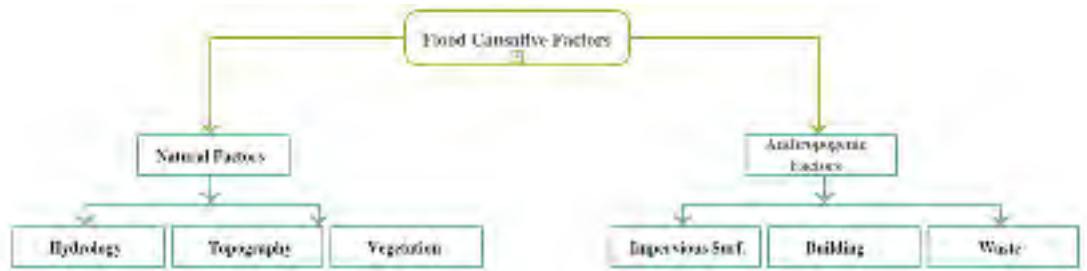 Flood Causative Factors
Natural Factors
Anthropogenic
Factors
Hydrology
Topography
Vegetation
Impervious Surf.
Building
Waste